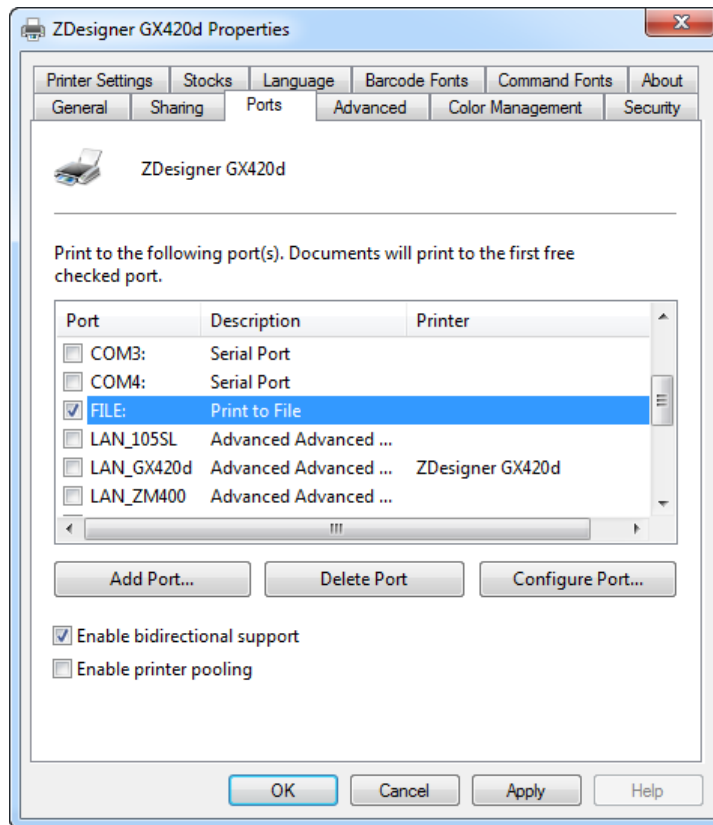 ZDesigner GX420d Properties
Printer Settings Stocks Language Barcode Fonts Command Fonts About
General Sharing Ports Advanced Color Management Security
ZDesigner GX420d
Print to the following port(s). Documents will print to the first free
checked port.
Port Description Printer
COM3: Serial Port
COM4: Serial Port
FILE: Print to File
LAN_105SL Advanced Advanced ...
LAN_GX420d Advanced Advanced ... ZDesigner GX420d
LAN_ZM400 Advanced Advanced ...
Add Port... Delete Port Configure Port...
Enable bidirectional support
Enable printer pooling
OK Cancel Apply Help